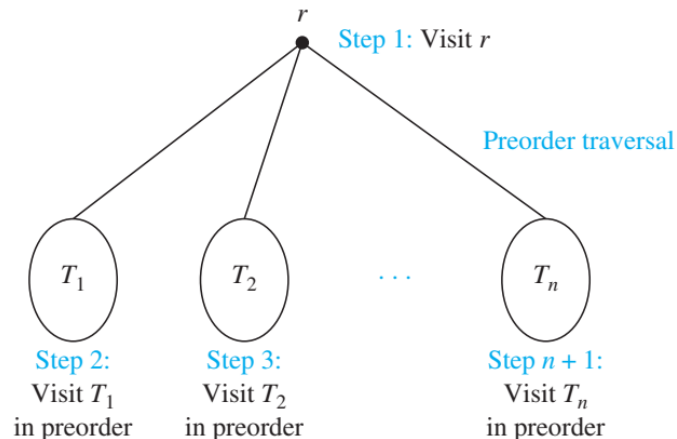 r
Step 1: Visit r
Preorder traversal
T₁
T₂
. . .
Tₙ
Step 2:
Visit T₁
in preorder
Step 3:
Visit T₂
in preorder
Step n + 1:
Visit Tₙ
in preorder